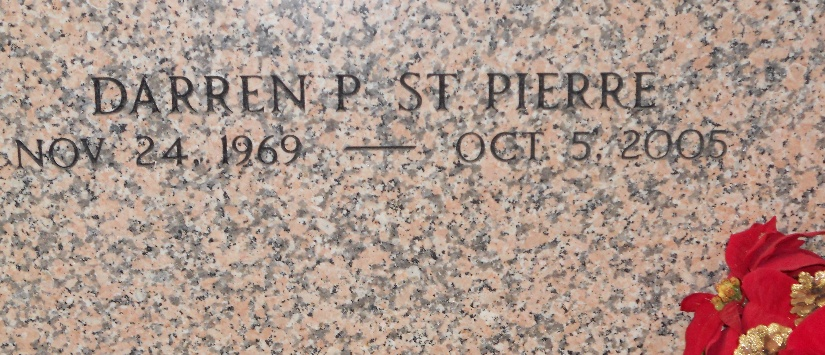 DARREN P ST PIERRE
NOV 24, 1969 — OCT 5, 2005